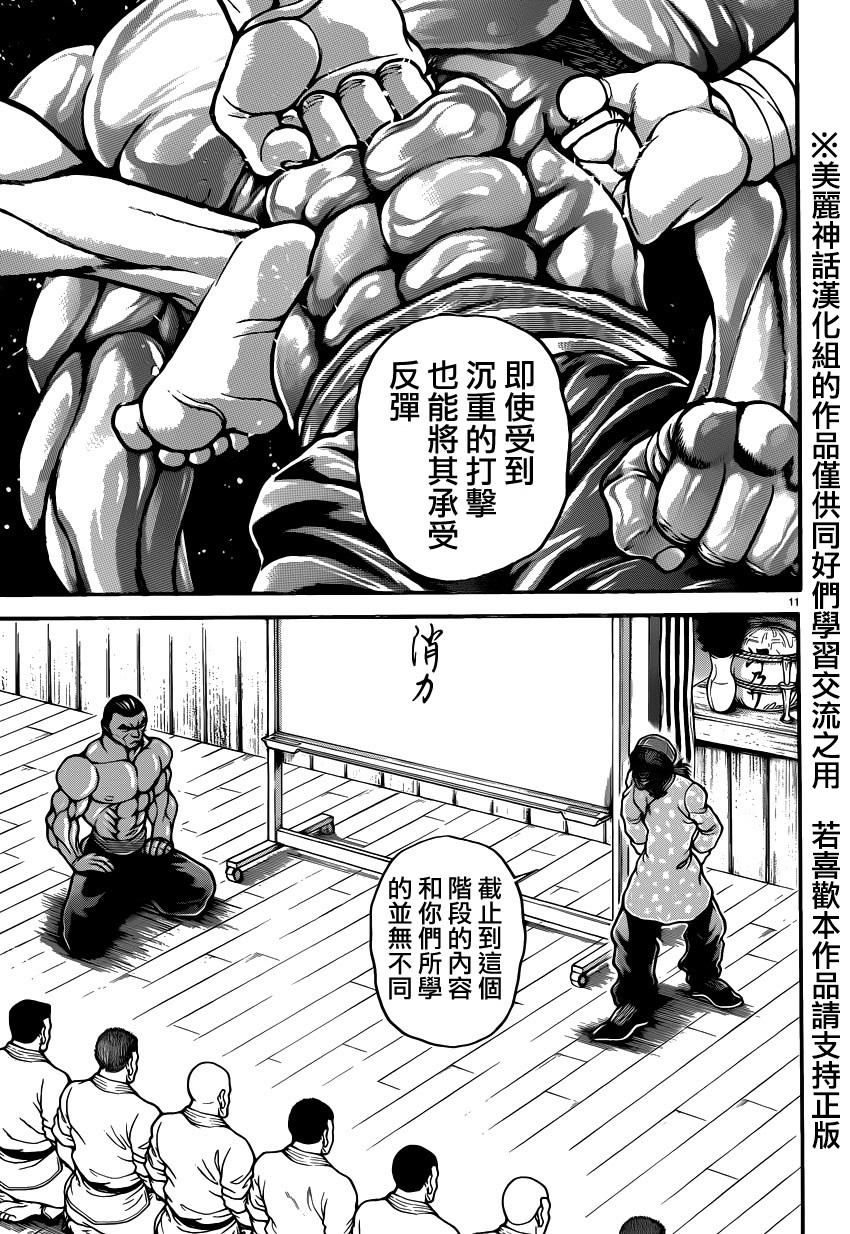 即使受到
沉重的打擊
也能將其承受
反彈
11
消力
截止到這個
階段的內容
和你們所學
的並無不同
※美麗神話漢化組的作品僅供同好們學習交流之用 若喜歡本作品請支持正版